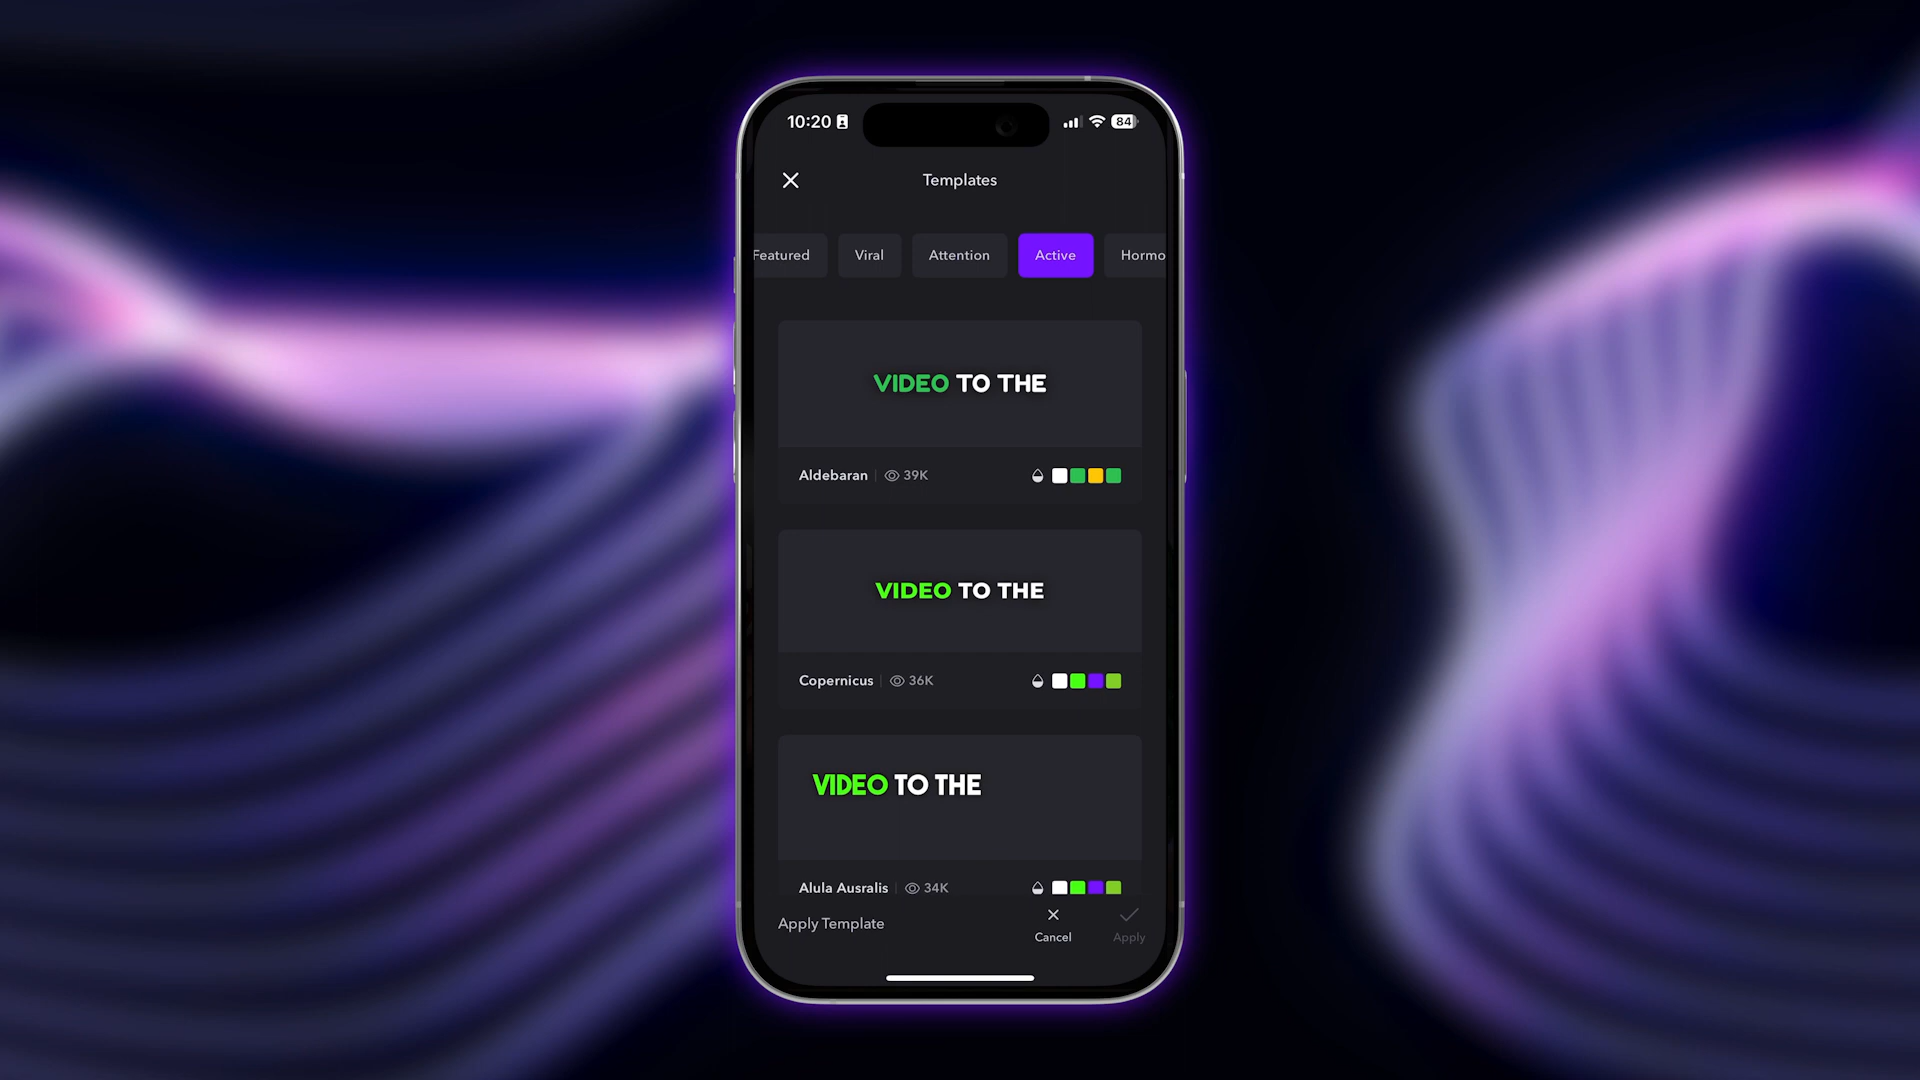 10:20 84
Templates
Featured Viral Attention Active Hormo
VIDEO TO THE
Aldebaran 39K
VIDEO TO THE
Copernicus 36K
VIDEO TO THE
Alula Ausralis 34K
Apply Template
Cancel Apply